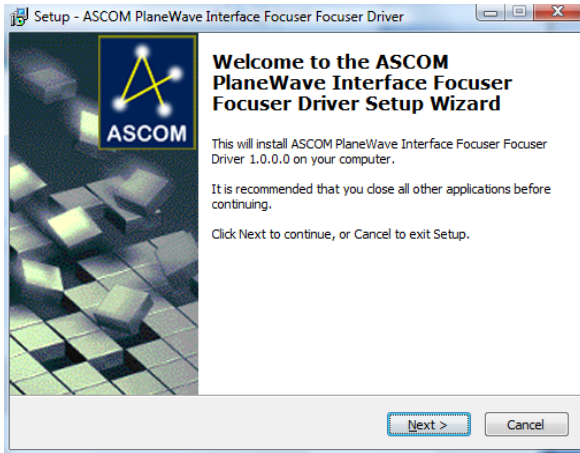 Setup - ASCOM PlaneWave Interface Focuser Focuser Driver
ASCOM
Welcome to the ASCOM
PlaneWave Interface Focuser
Focuser Driver Setup Wizard
This will install ASCOM PlaneWave Interface Focuser Focuser
Driver 1.0.0.0 on your computer.
It is recommended that you close all other applications before
continuing.
Click Next to continue, or Cancel to exit Setup.
Next >
Cancel